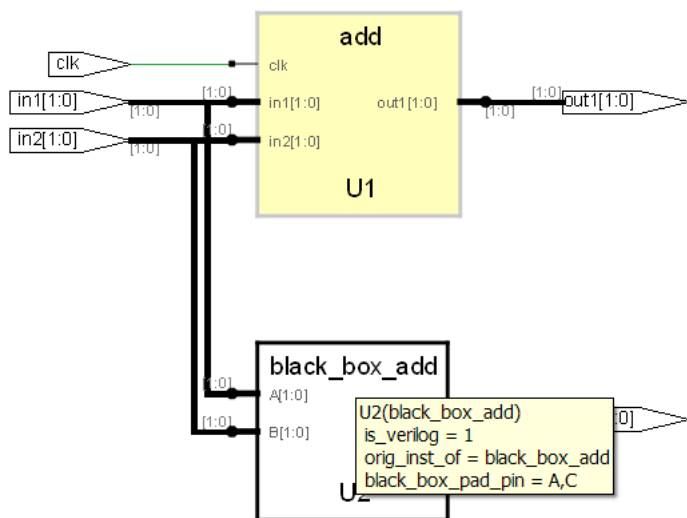 add
clk
clk
[1:0]
in1[1:0]
[1:0]
in1[1:0]
out1[1:0]
[1:0]
[1:0]
out1[1:0]
[1:0]
in2[1:0]
[1:0]
in2[1:0]
U1
black_box_add
[1:0]
A[1:0]
[1:0]
B[1:0]
U2(black_box_add)
is_verilog = 1
orig_inst_of = black_box_add
black_box_pad_pin = A,C
:0]
U2